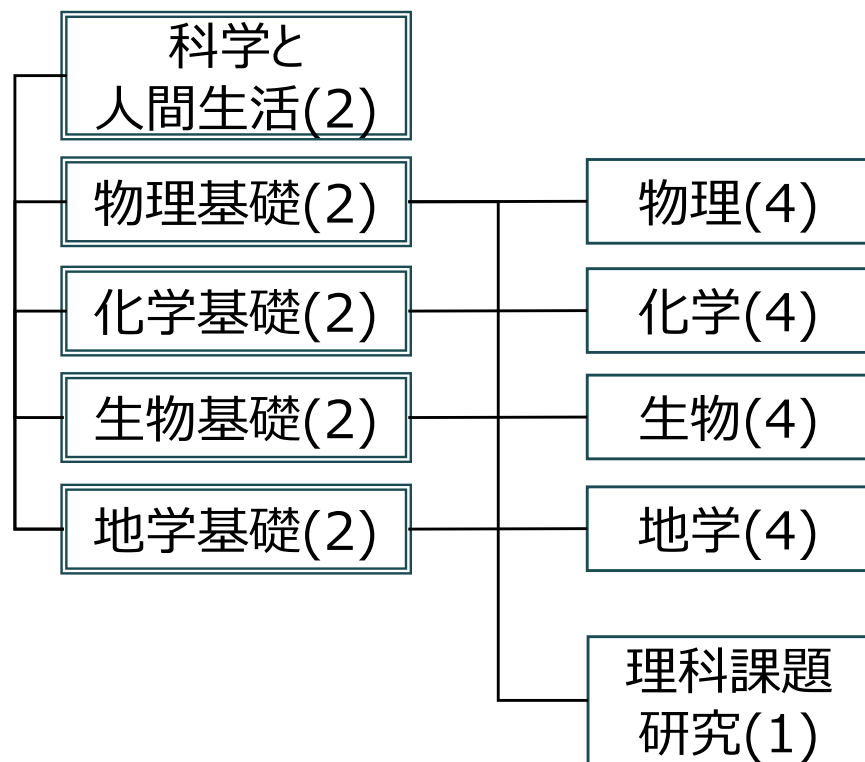 科学と
人間生活(2)
物理基礎(2)
物理(4)
化学基礎(2)
化学(4)
生物基礎(2)
生物(4)
地学基礎(2)
地学(4)
理科課題
研究(1)